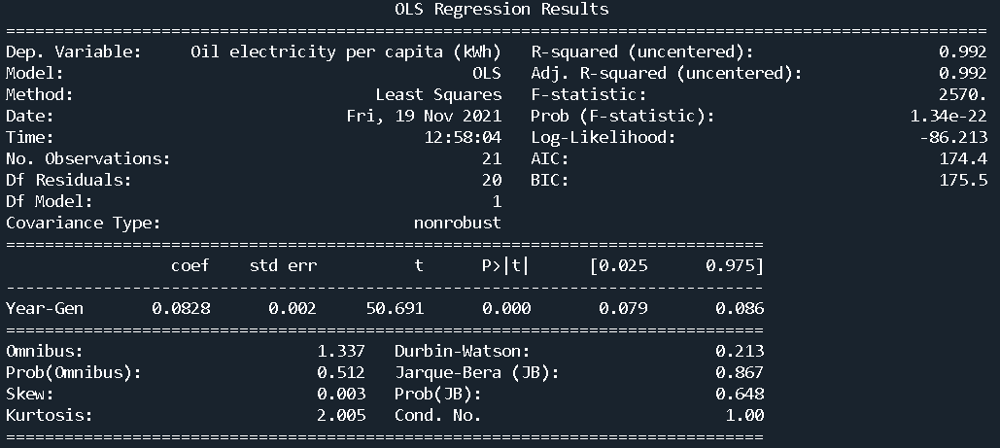 OLS Regression Results
==============================================================================================
Dep. Variable: Oil electricity per capita (kWh) R-squared (uncentered): 0.992
Model: OLS Adj. R-squared (uncentered): 0.992
Method: Least Squares F-statistic: 2570.
Date: Fri, 19 Nov 2021 Prob (F-statistic): 1.34e-22
Time: 12:58:04 Log-Likelihood: -86.213
No. Observations: 21 AIC: 174.4
Df Residuals: 20 BIC: 175.5
Df Model: 1
Covariance Type: nonrobust
==============================================================================
coef std err t P>|t| [0.025 0.975]
------------------------------------------------------------------------------
Year-Gen 0.0828 0.002 50.691 0.000 0.079 0.086
==============================================================================
Omnibus: 1.337 Durbin-Watson: 0.213
Prob(Omnibus): 0.512 Jarque-Bera (JB): 0.867
Skew: 0.003 Prob(JB): 0.648
Kurtosis: 2.005 Cond. No. 1.00
==============================================================================